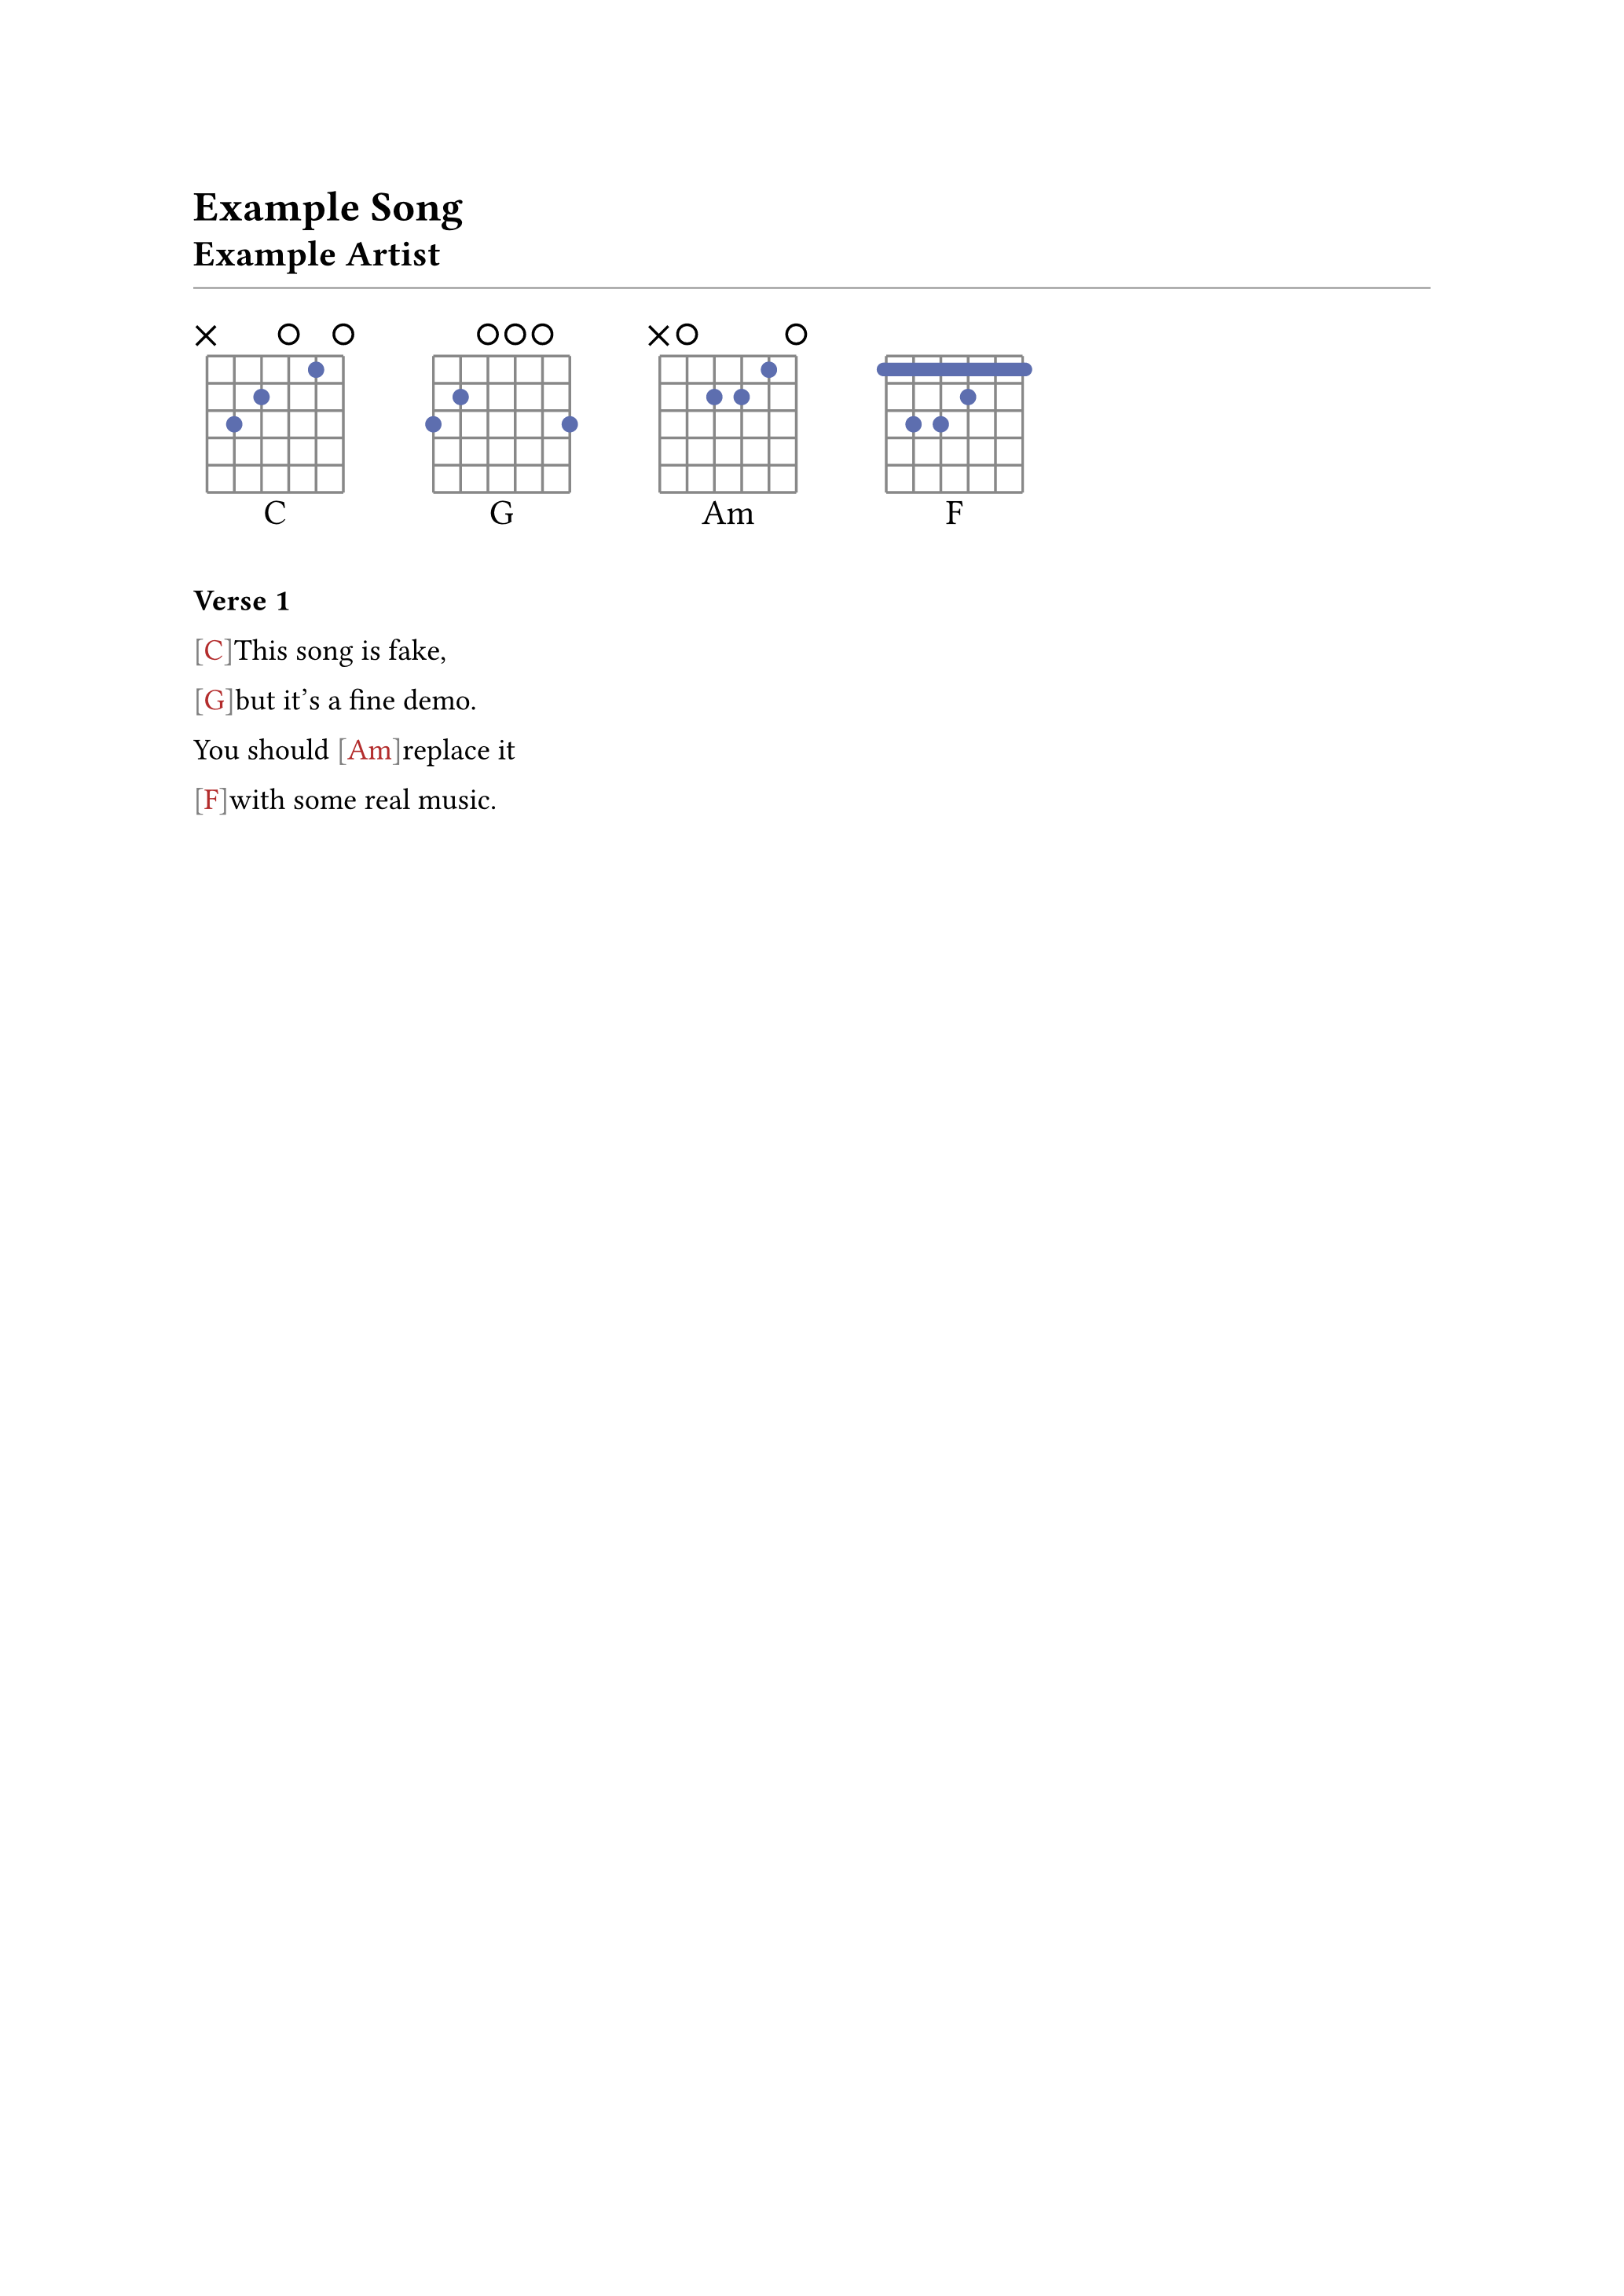 Example Song
Example Artist
C G Am F
Verse 1
[C]This song is fake,
[G]but it’s a fine demo.
You should [Am]replace it
[F]with some real music.